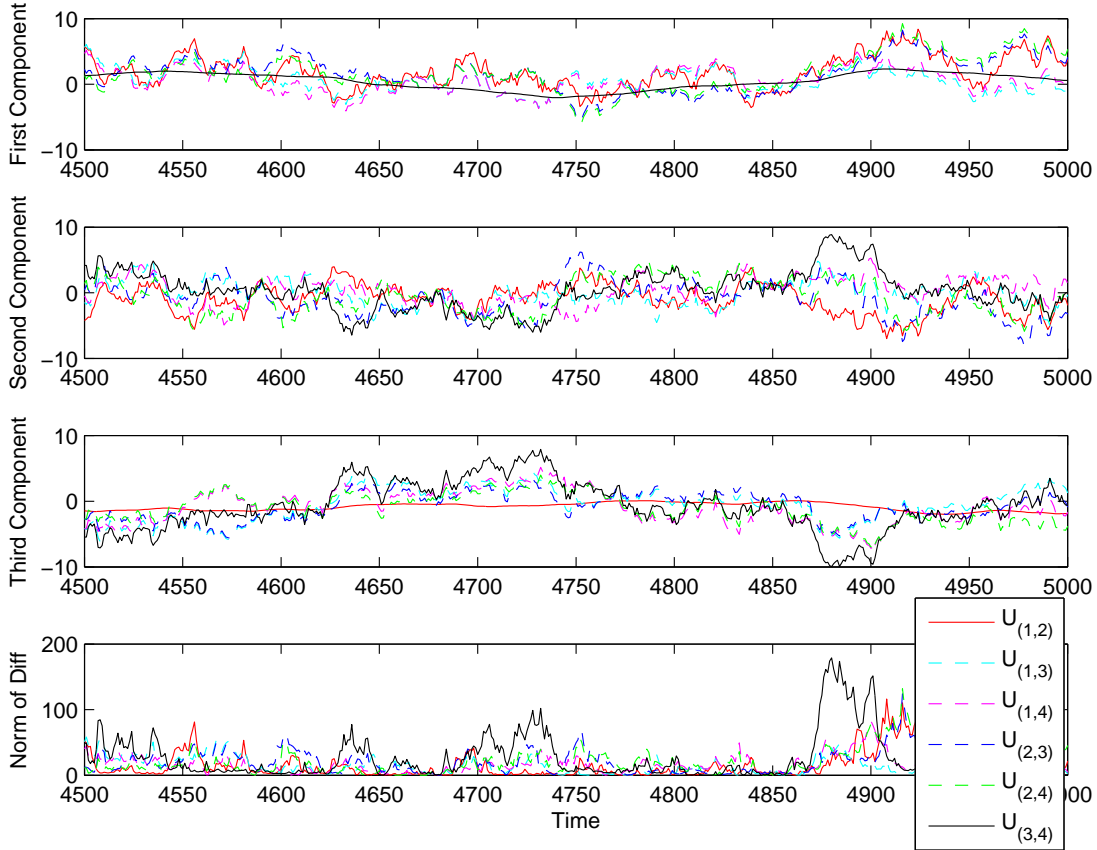 First Component
10
0
−10
4500 4550 4600 4650 4700 4750 4800 4850 4900 4950 5000
Second Component
10
0
−10
4500 4550 4600 4650 4700 4750 4800 4850 4900 4950 5000
Third Component
10
0
−10
4500 4550 4600 4650 4700 4750 4800 4850 4900 4950 5000
Norm of Diff
200
100
0
4500 4550 4600 4650 4700 4750 4800 4850 4900 000
Time
U(1,2)
U(1,3)
U(1,4)
U(2,3)
U(2,4)
U(3,4)